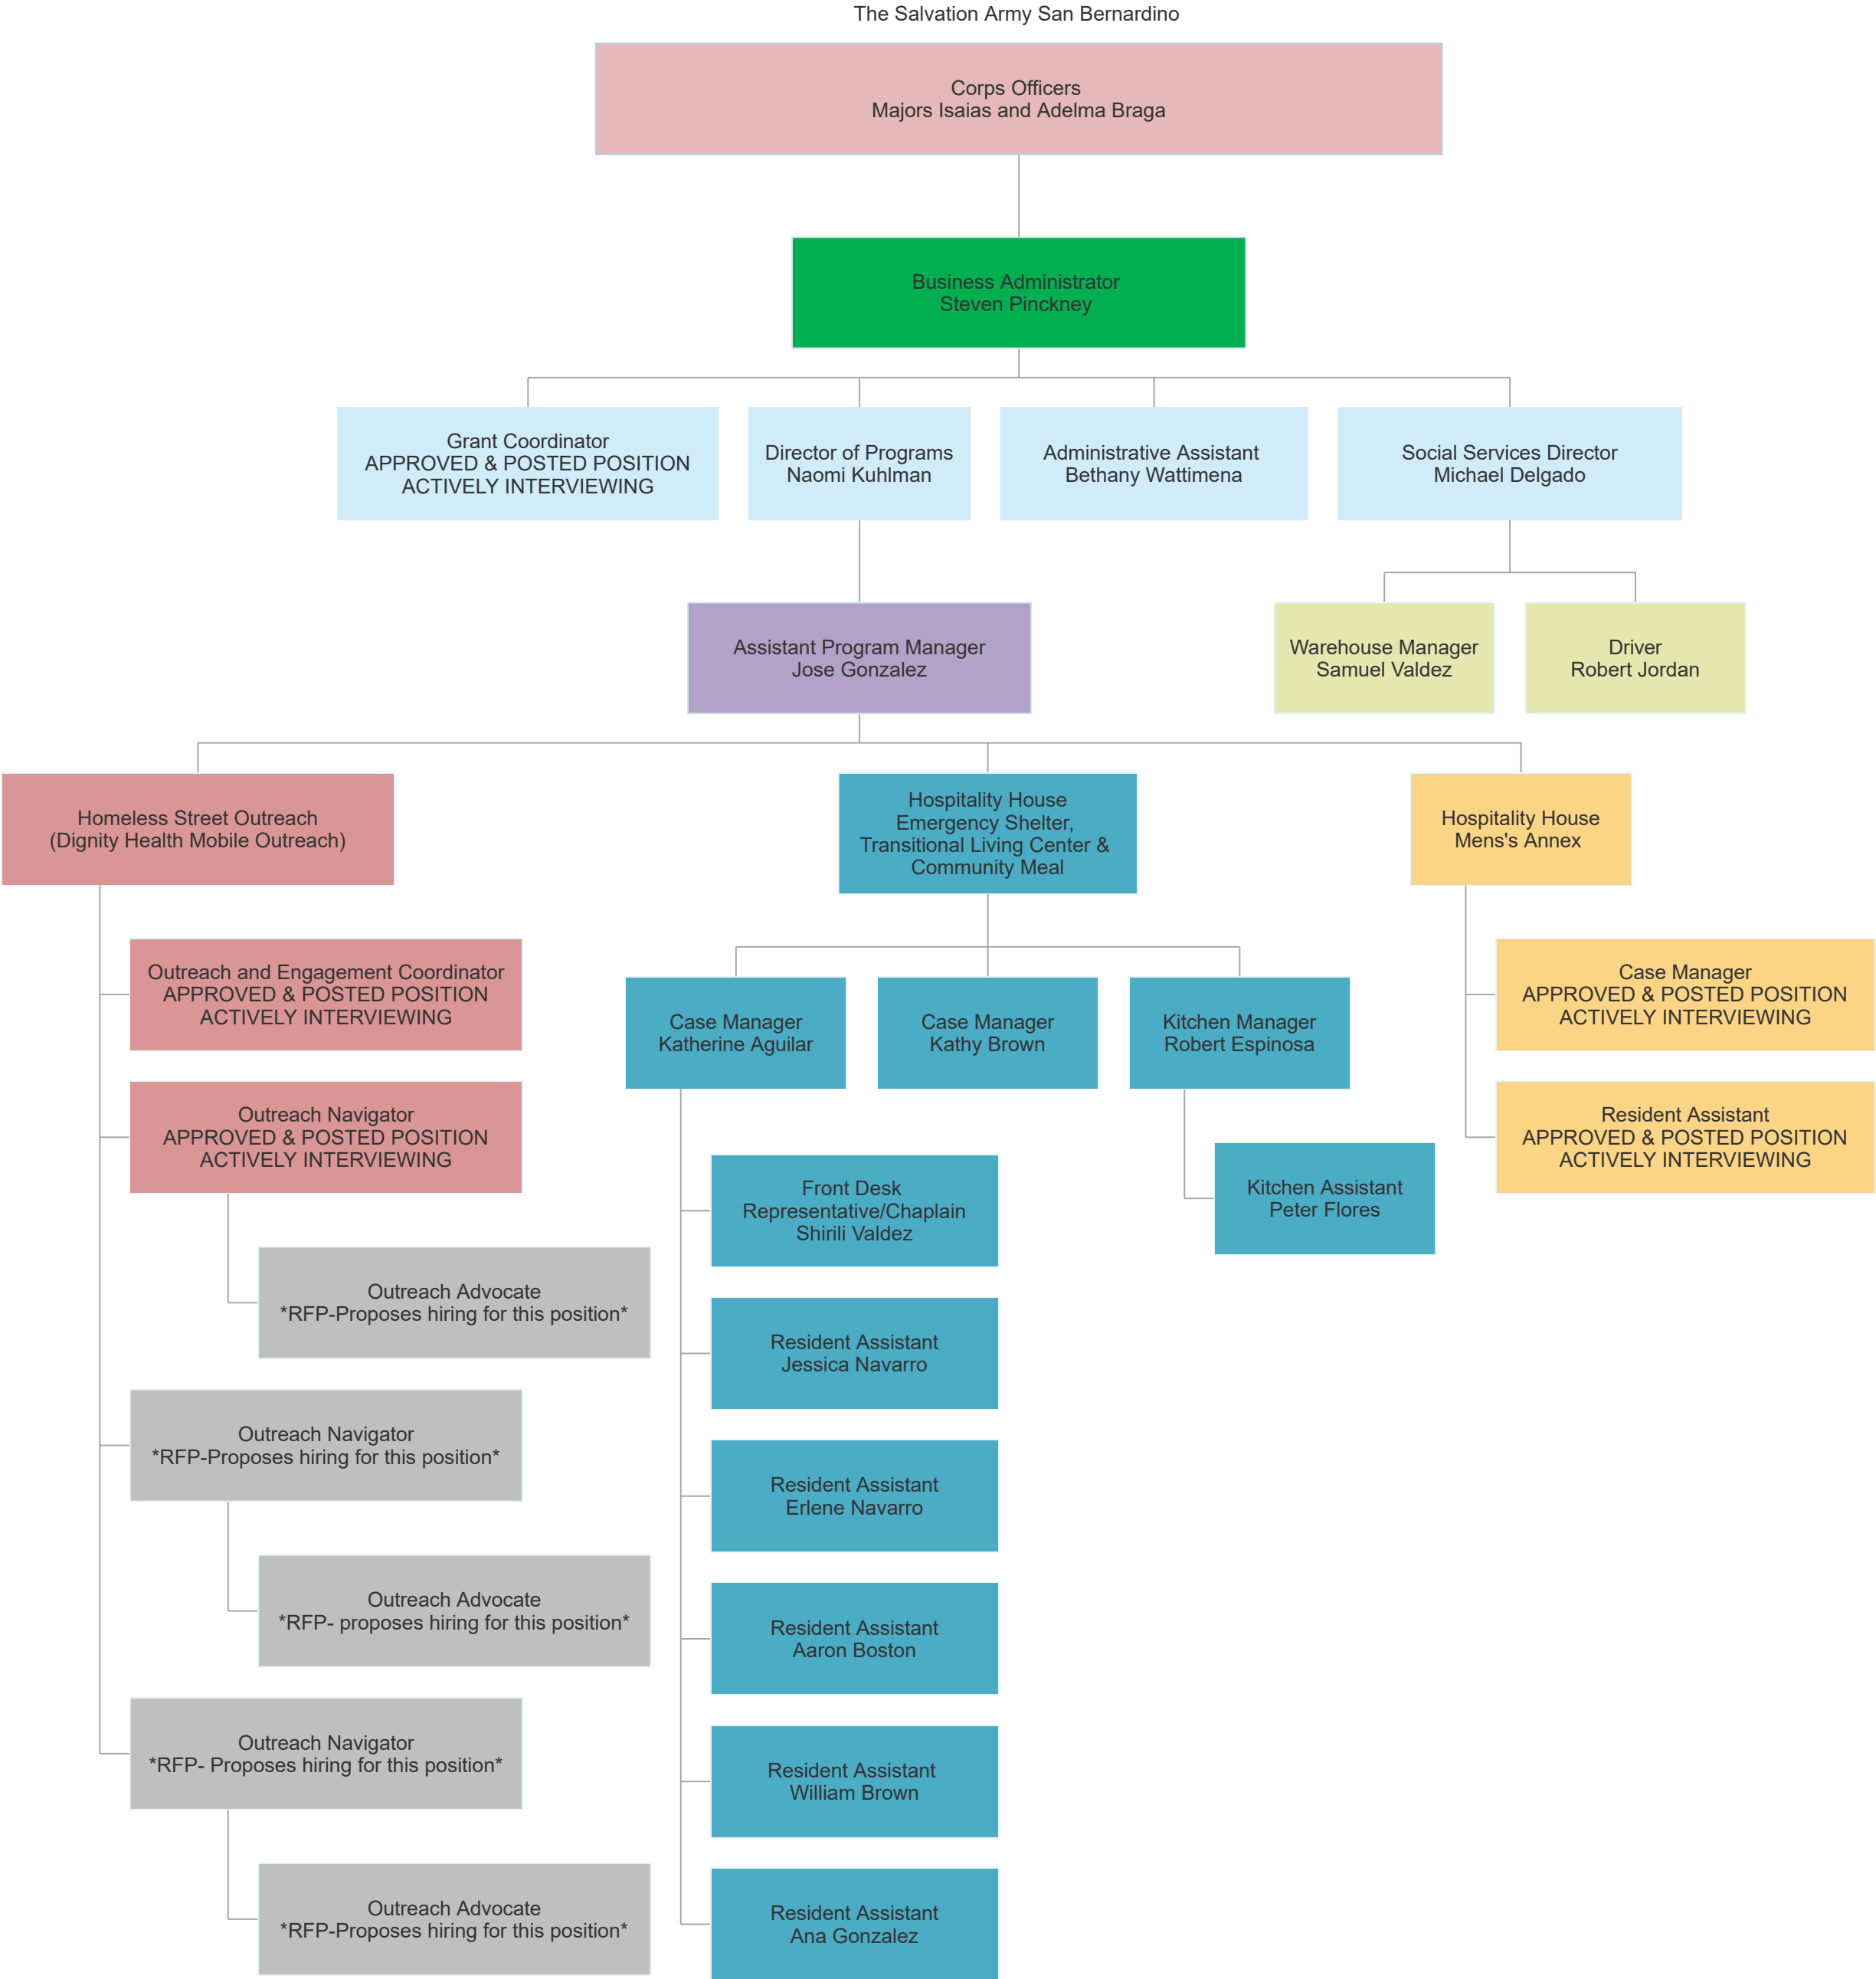 The Salvation Army San Bernardino
Corps Officers
Majors Isaias and Adelma Braga
Business Administrator
Steven Pinckney
Grant Coordinator
APPROVED & POSTED POSITION
ACTIVELY INTERVIEWING
Director of Programs
Naomi Kuhlman
Administrative Assistant
Bethany Wattimena
Social Services Director
Michael Delgado
Assistant Program Manager
Jose Gonzalez
Warehouse Manager
Samuel Valdez
Driver
Robert Jordan
Homeless Street Outreach
(Dignity Health Mobile Outreach)
Hospitality House
Emergency Shelter,
Transitional Living Center &
Community Meal
Hospitality House
Mens's Annex
Outreach and Engagement Coordinator
APPROVED & POSTED POSITION
ACTIVELY INTERVIEWING
Outreach Navigator
APPROVED & POSTED POSITION
ACTIVELY INTERVIEWING
Outreach Advocate
*RFP-Proposes hiring for this position*
Outreach Navigator
*RFP-Proposes hiring for this position*
Outreach Advocate
*RFP- proposes hiring for this position*
Outreach Navigator
*RFP- Proposes hiring for this position*
Outreach Advocate
*RFP-Proposes hiring for this position*
Case Manager
Katherine Aguilar
Case Manager
Kathy Brown
Kitchen Manager
Robert Espinosa
Front Desk
Representative/Chaplain
Shirili Valdez
Resident Assistant
Jessica Navarro
Resident Assistant
Erlene Navarro
Resident Assistant
Aaron Boston
Resident Assistant
William Brown
Resident Assistant
Ana Gonzalez
Kitchen Assistant
Peter Flores
Case Manager
APPROVED & POSTED POSITION
ACTIVELY INTERVIEWING
Resident Assistant
APPROVED & POSTED POSITION
ACTIVELY INTERVIEWING